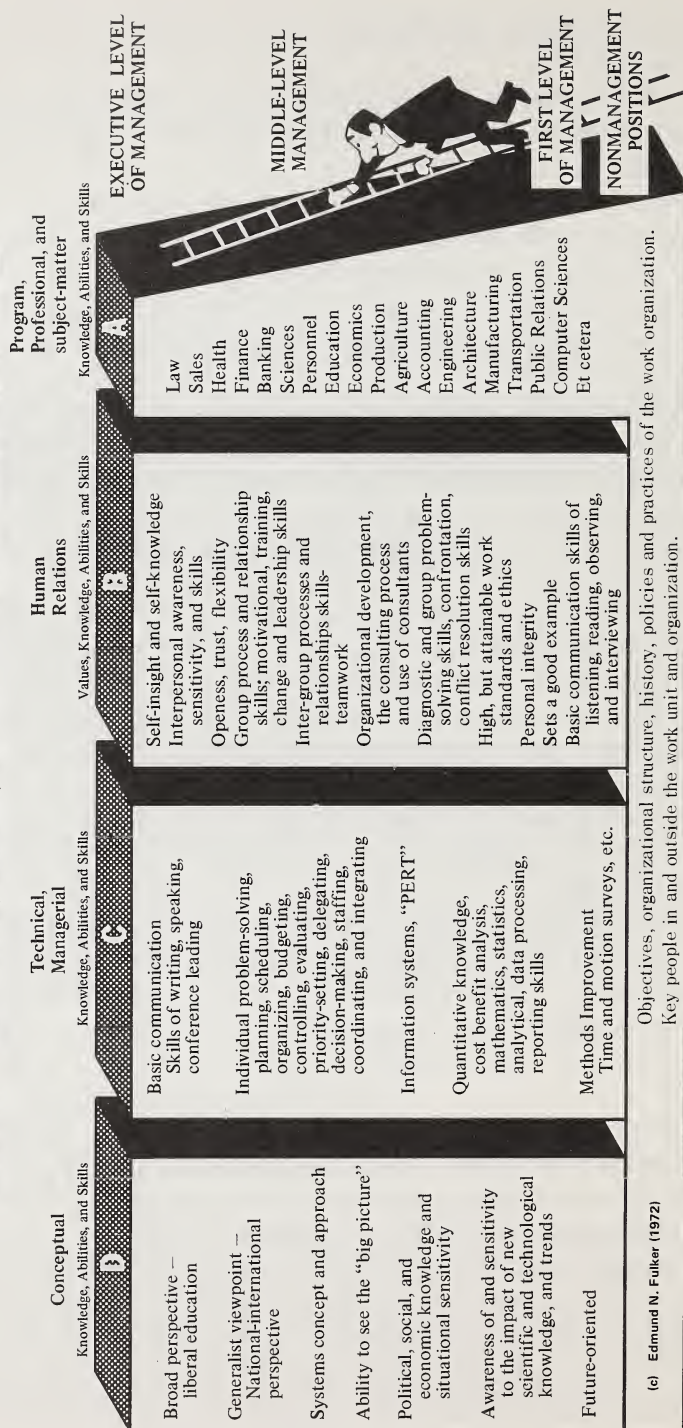 Conceptual
Knowledge, Abilities, and Skills
D
Broad perspective –
liberal education
Generalist viewpoint –
National-international
perspective
Systems concept and approach
Ability to see the "big picture"
Political, social, and
economic knowledge and
situational sensitivity
Awareness of and sensitivity
to the impact of new
scientific and technological
knowledge, and trends
Future-oriented
Technical,
Managerial
Knowledge, Abilities, and Skills
C
Basic communication
Skills of writing, speaking,
conference leading
Individual problem-solving,
planning, scheduling,
organizing, budgeting,
controlling, evaluating,
priority-setting, delegating,
decision-making, staffing,
coordinating, and integrating
Information systems, "PERT"
Quantitative knowledge,
cost benefit analysis,
mathematics, statistics,
analytical, data processing,
reporting skills
Methods Improvement
Time and motion surveys, etc.
Human
Relations
Values, Knowledge, Abilities, and Skills
B
Self-insight and self-knowledge
Interpersonal awareness,
sensitivity, and skills
Openess, trust, flexibility
Group process and relationship
skills; motivational, training,
change and leadership skills
Inter-group processes and
relationships skills-
teamwork
Organizational development,
the consulting process
and use of consultants
Diagnostic and group problem-
solving skills, confrontation,
conflict resolution skills
High, but attainable work
standards and ethics
Personal integrity
Sets a good example
Basic communication skills of
listening, reading, observing,
and interviewing
Program,
Professional, and
subject-matter
Knowledge, Abilities, and Skills
A
Law
Sales
Health
Finance
Banking
Sciences
Personnel
Education
Economics
Production
Agriculture
Accounting
Engineering
Architecture
Manufacturing
Transportation
Public Relations
Computer Sciences
Et cetera
EXECUTIVE LEVEL
OF MANAGEMENT
MIDDLE-LEVEL
MANAGEMENT
FIRST LEVEL
OF MANAGEMENT
NONMANAGEMENT
POSITIONS
Objectives, organizational structure, history, policies and practices of the work organization.
Key people in and outside the work unit and organization.
(c) Edmund N. Fulker (1972)